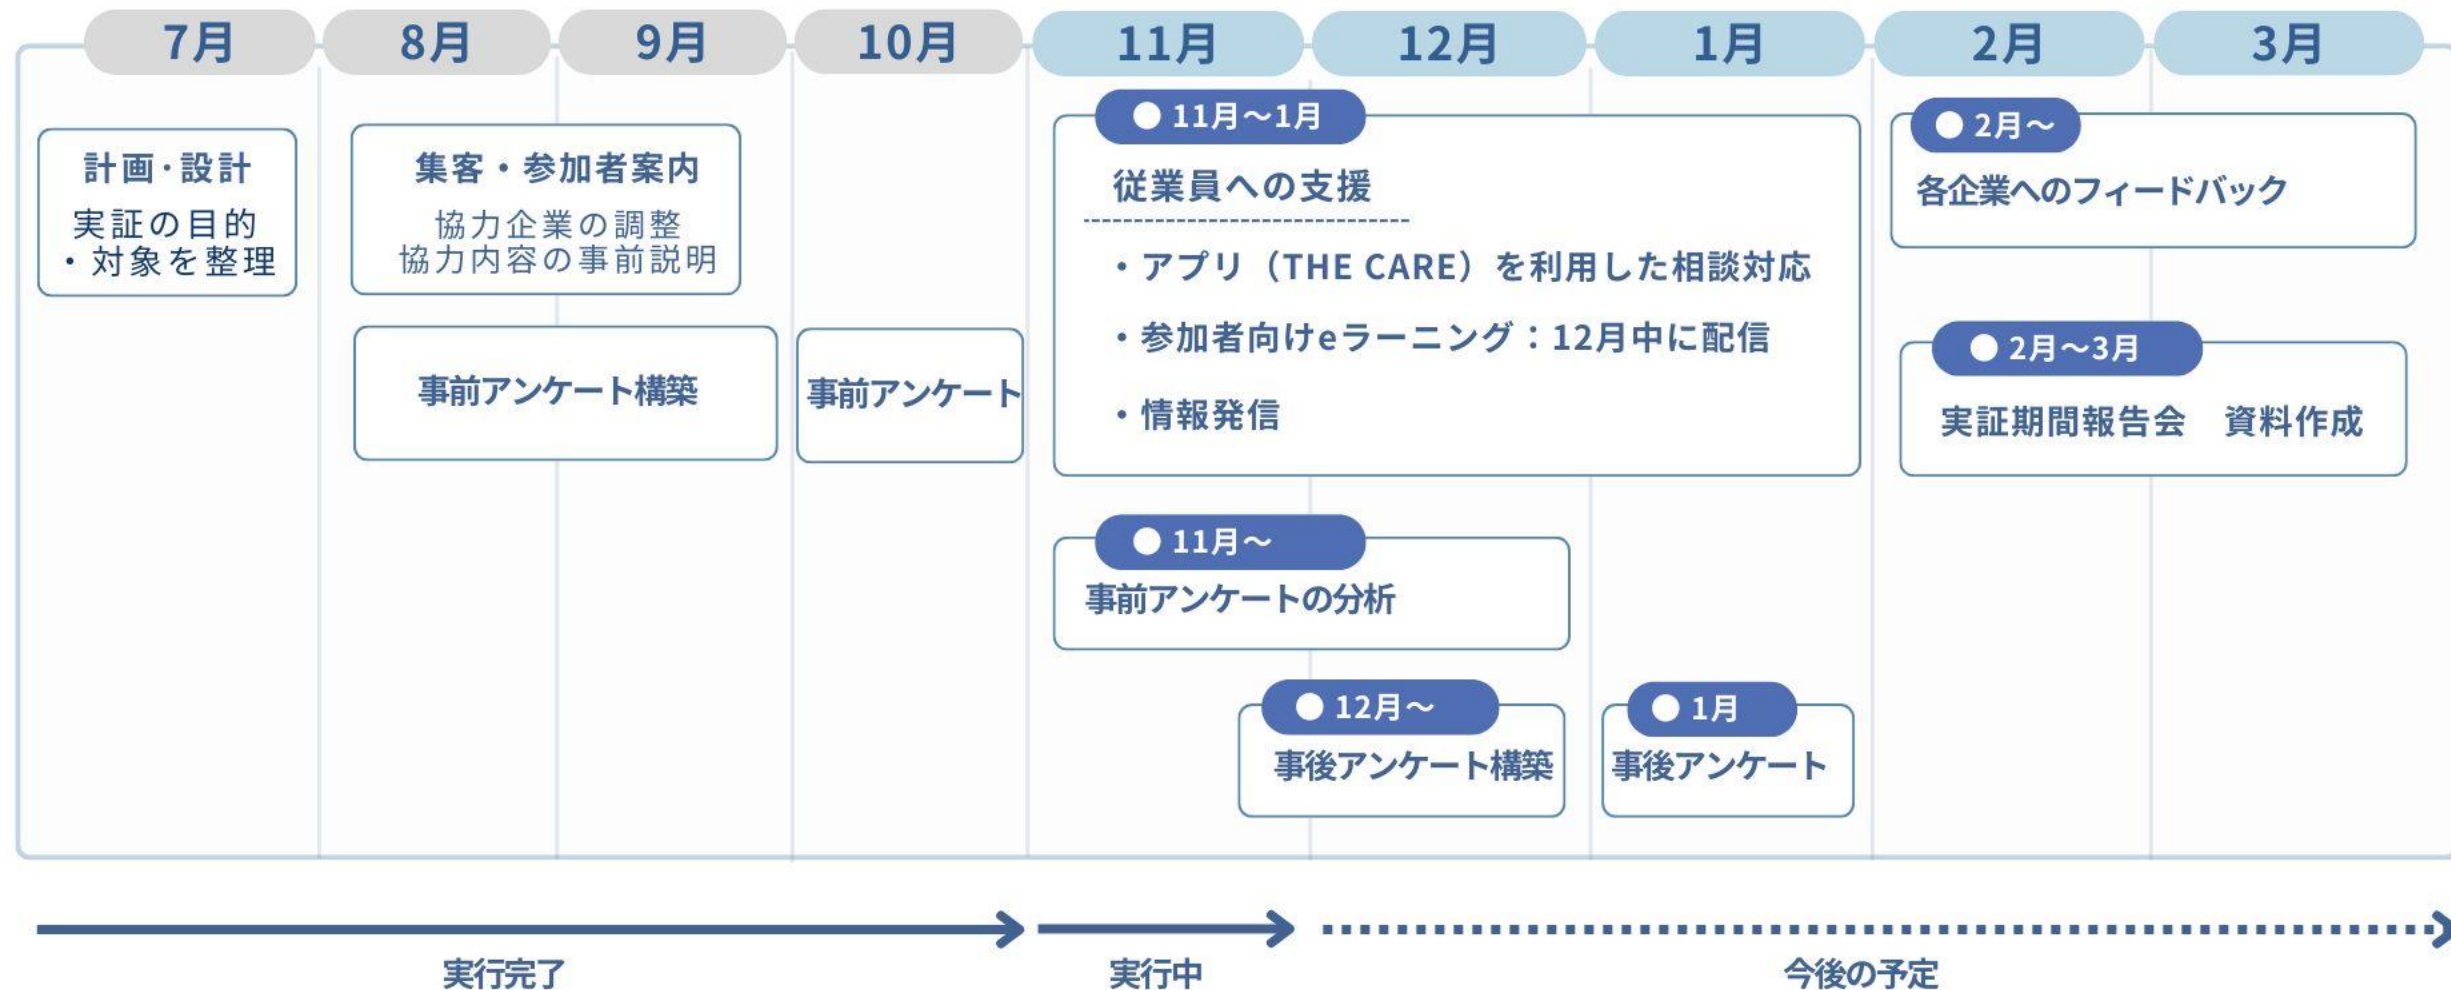 7月
8月
9月
10月
11月
12月
1月
2月
3月
計画・設計
実証の目的
・対象を整理
集客・参加者案内
協力企業の調整
協力内容の事前説明
事前アンケート構築
事前アンケート
● 11月～1月
従業員への支援
・アプリ（THE CARE）を利用した相談対応
・参加者向けeラーニング：12月中に配信
・情報発信
● 11月～
事前アンケートの分析
● 12月～
事後アンケート構築
● 1月
事後アンケート
● 2月～
各企業へのフィードバック
● 2月～3月
実証期間報告会　資料作成
実行完了
実行中
今後の予定